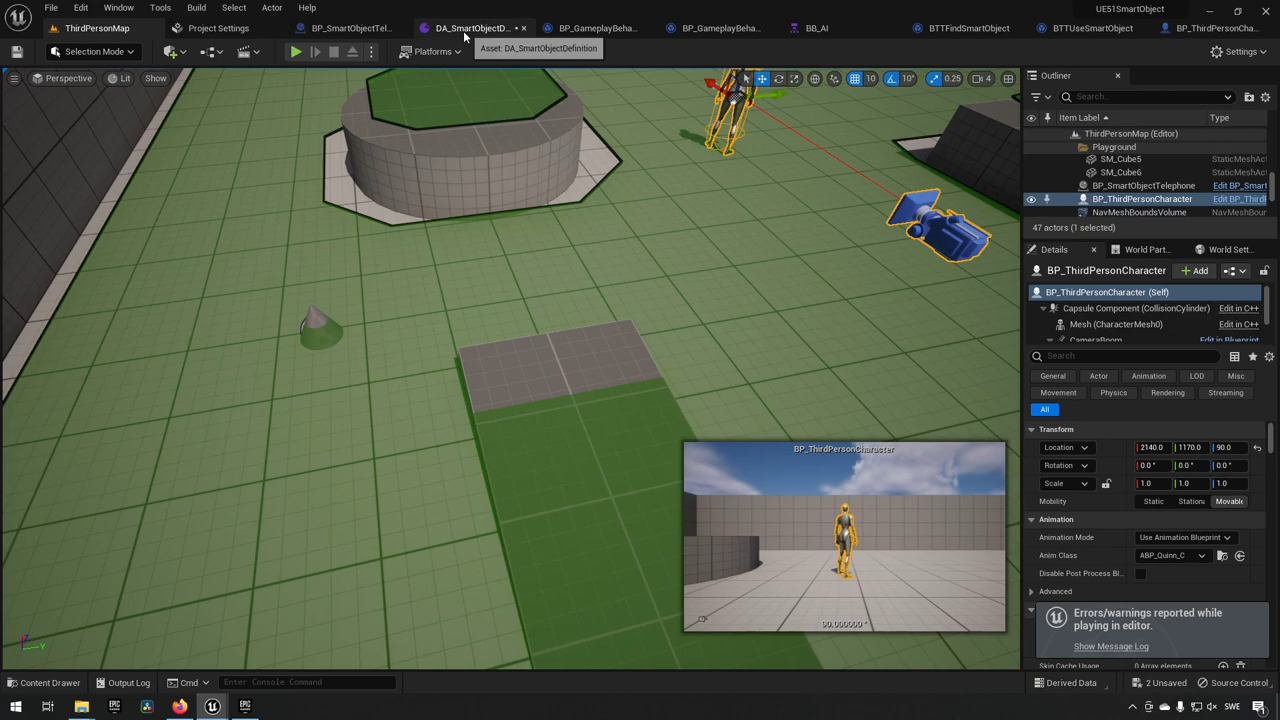 File Edit Window Tools Build Select Actor Help
UE51SmartObject
ThirdPersonMap
Project Settings
BP_SmartObjectTel...
DA_SmartObjectD... •
BP_GameplayBeha...
BP_GameplayBeha...
BB_AI
BTTFindSmartObject
BTTUseSmartObject
BP_ThirdPersonChar...
Selection Mode
Platforms
Asset: DA_SmartObjectDefinition
Settings
Perspective
Lit
Show
10
10°
0.25
4
Outliner
Search...
Item Label
Type
ThirdPersonMap (Editor)
Playground
SM_Cube5 StaticMeshAct
SM_Cube6 StaticMeshAct
BP_SmartObjectTelephone Edit BP_Smart
BP_ThirdPersonCharacter Edit BP_Third
NavMeshBoundsVolume NavMeshBoun
47 actors (1 selected)
Details
World Part...
World Sett...
BP_ThirdPersonCharacter
Add
BP_ThirdPersonCharacter (Self)
Capsule Component (CollisionCylinder) Edit in C++
Mesh (CharacterMesh0) Edit in C++
CameraBoom Edit in Blueprint
Search
General Actor Animation LOD Misc
Movement Physics Rendering Streaming
All
Transform
Location 2140.0 1170.0 90.0
Rotation 0.0 ° 0.0 ° 0.0 °
Scale 1.0 1.0 1.0
Mobility Static Stationa Movable
Animation
Animation Mode Use Animation Blueprint
Anim Class ABP_Quinn_C
Disable Post Process Bl...
Advanced
Errors/warnings reported while
playing in editor.
Show Message Log
Skin Cache Usage 0 Array elements
BP_ThirdPersonCharacter
90.000000 °
Z
Y
Content Drawer
Output Log
Cmd
Enter Console Command
Derived Data
2 Unsaved
Source Control
SWE